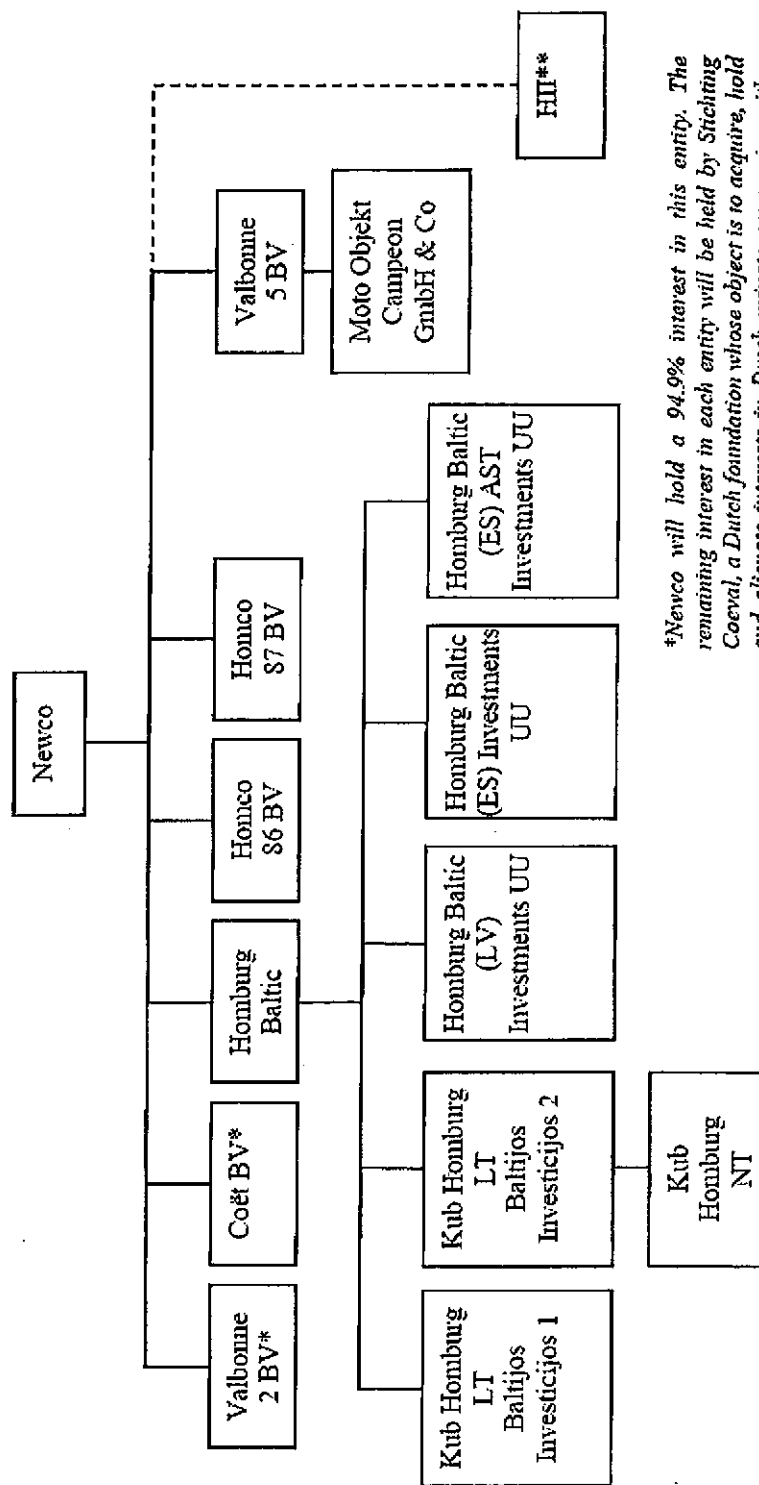 Newco
Valbonne
2 BV*
Coët BV*
Homburg
Baltic
Homco
86 BV
Homco
87 BV
Valbonne
5 BV
HII**
Moto Objekt
Campeon
GmbH & Co
Kub Homburg
LT
Baltijos
Investicijos 1
Kub Homburg
LT
Baltijos
Investicijos 2
Homburg Baltic
(LV)
Investments UU
Homburg Baltic
(ES) Investments
UU
Homburg Baltic
(ES) AST
Investments UU
Kub
Homburg
NT
*Newco will hold a 94.9% interest in this entity. The
remaining interest in each entity will be held by Stichting
Coeval, a Dutch foundation whose object is to acquire, hold